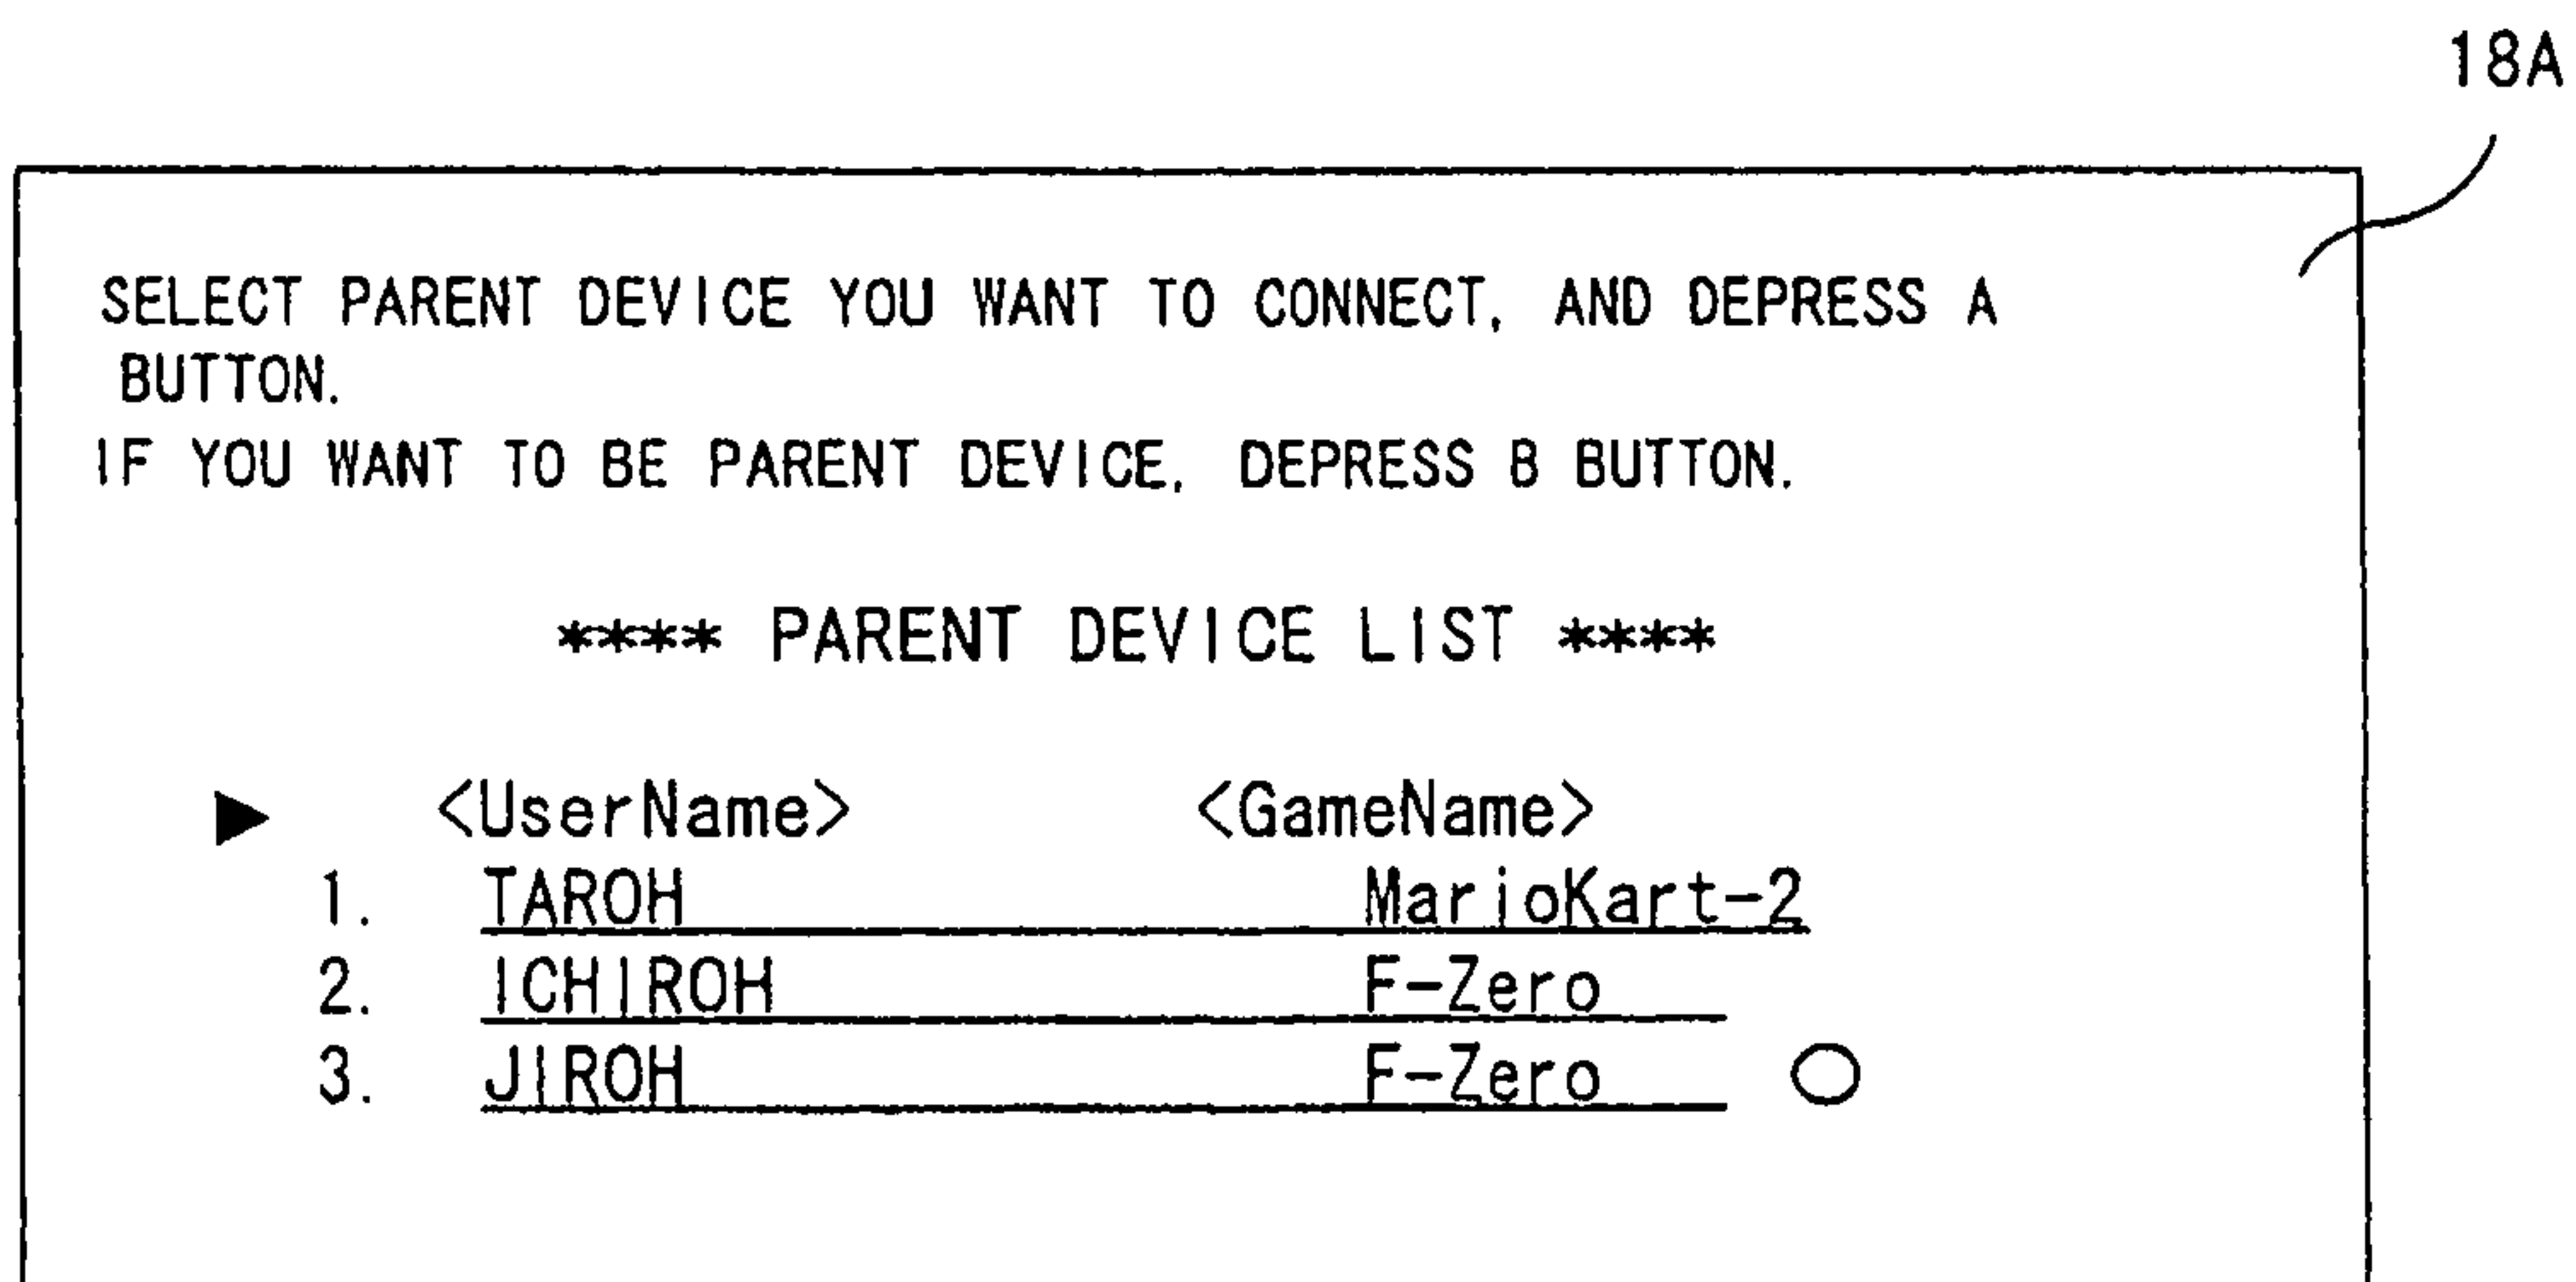 18A
SELECT PARENT DEVICE YOU WANT TO CONNECT, AND DEPRESS A
BUTTON.
IF YOU WANT TO BE PARENT DEVICE, DEPRESS B BUTTON.
**** PARENT DEVICE LIST ****
► <UserName> <GameName>
1. TAROH MarioKart-2
2. ICHIROH F-Zero
3. JIROH F-Zero ○